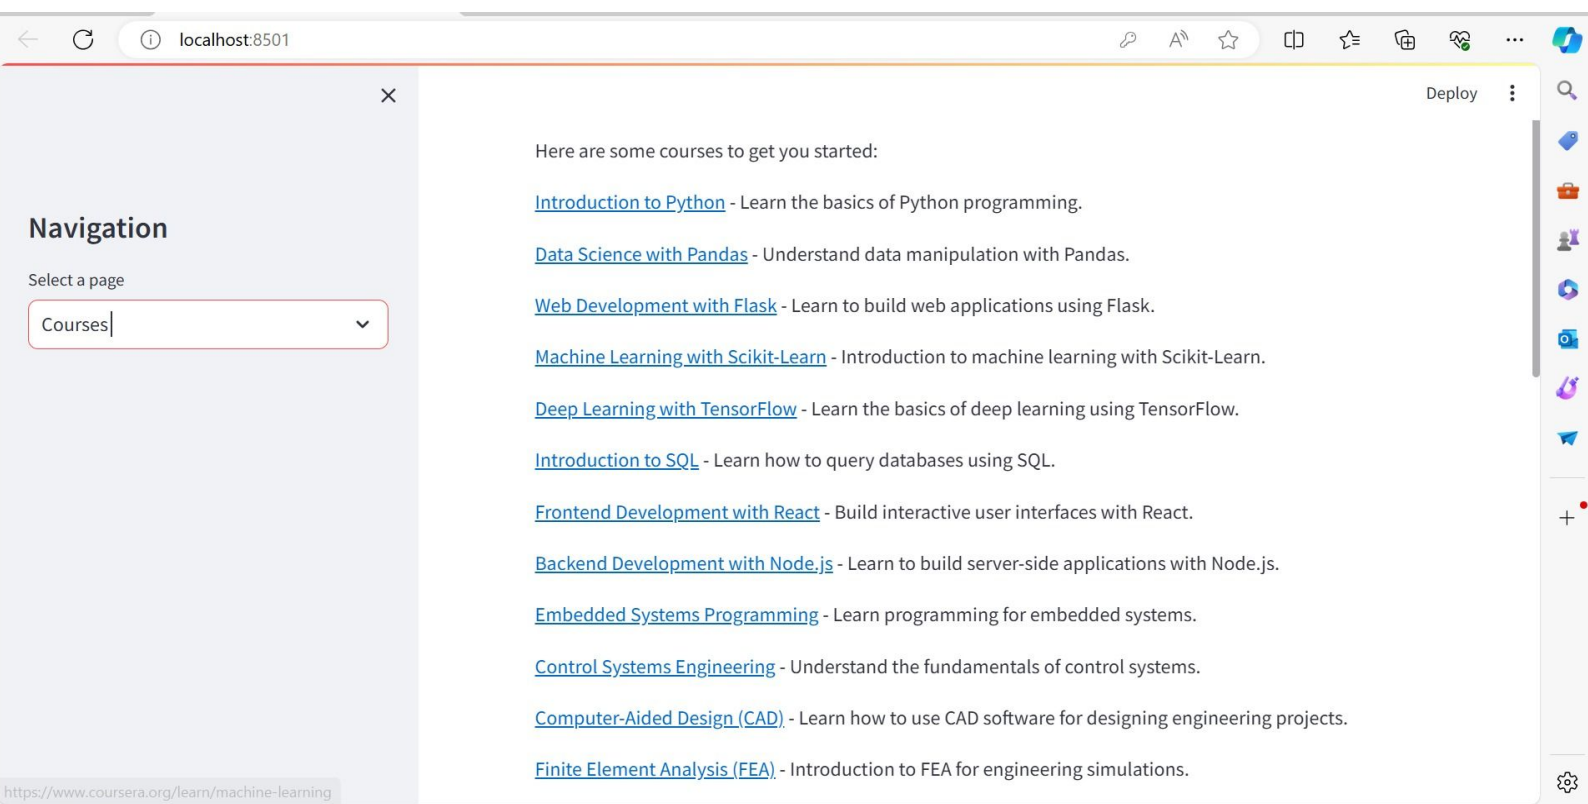 localhost:8501
Deploy
Navigation
Select a page
Courses
Here are some courses to get you started:
Introduction to Python - Learn the basics of Python programming.
Data Science with Pandas - Understand data manipulation with Pandas.
Web Development with Flask - Learn to build web applications using Flask.
Machine Learning with Scikit-Learn - Introduction to machine learning with Scikit-Learn.
Deep Learning with TensorFlow - Learn the basics of deep learning using TensorFlow.
Introduction to SQL - Learn how to query databases using SQL.
Frontend Development with React - Build interactive user interfaces with React.
Backend Development with Node.js - Learn to build server-side applications with Node.js.
Embedded Systems Programming - Learn programming for embedded systems.
Control Systems Engineering - Understand the fundamentals of control systems.
Computer-Aided Design (CAD) - Learn how to use CAD software for designing engineering projects.
Finite Element Analysis (FEA) - Introduction to FEA for engineering simulations.
https://www.coursera.org/learn/machine-learning